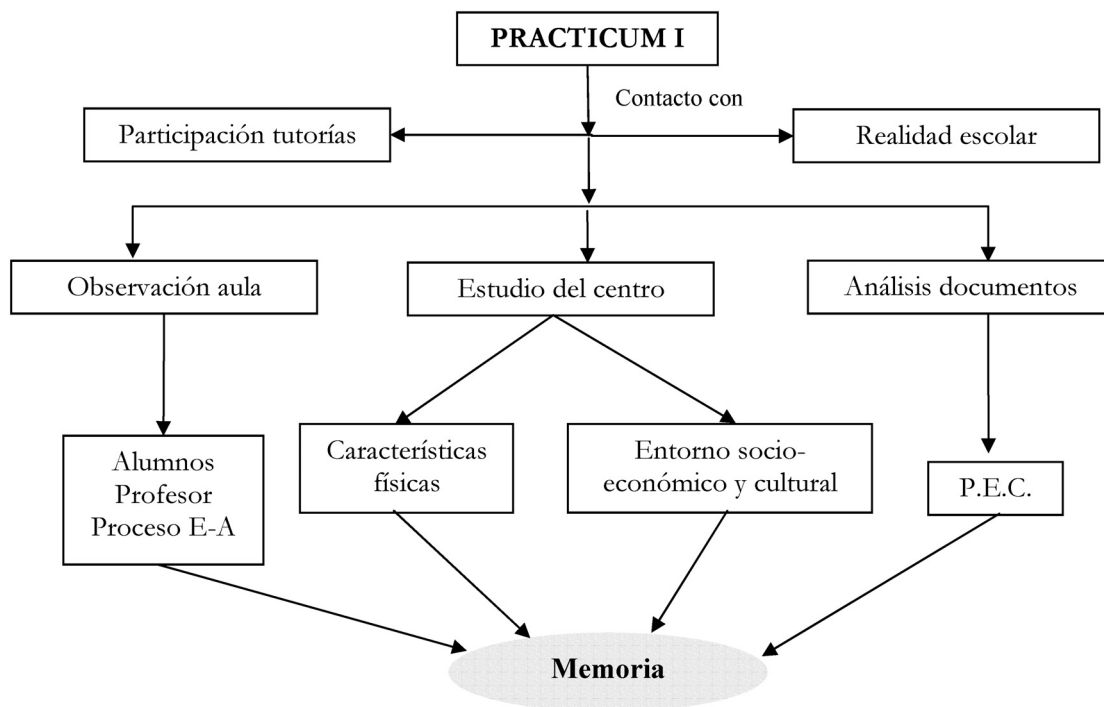 PRACTICUM I
Contacto con
Participación tutorías
Realidad escolar
Observación aula
Estudio del centro
Análisis documentos
Alumnos
Profesor
Proceso E-A
Característícas
físicas
Entorno socio-
económico y cultural
P.E.C.
Memoria